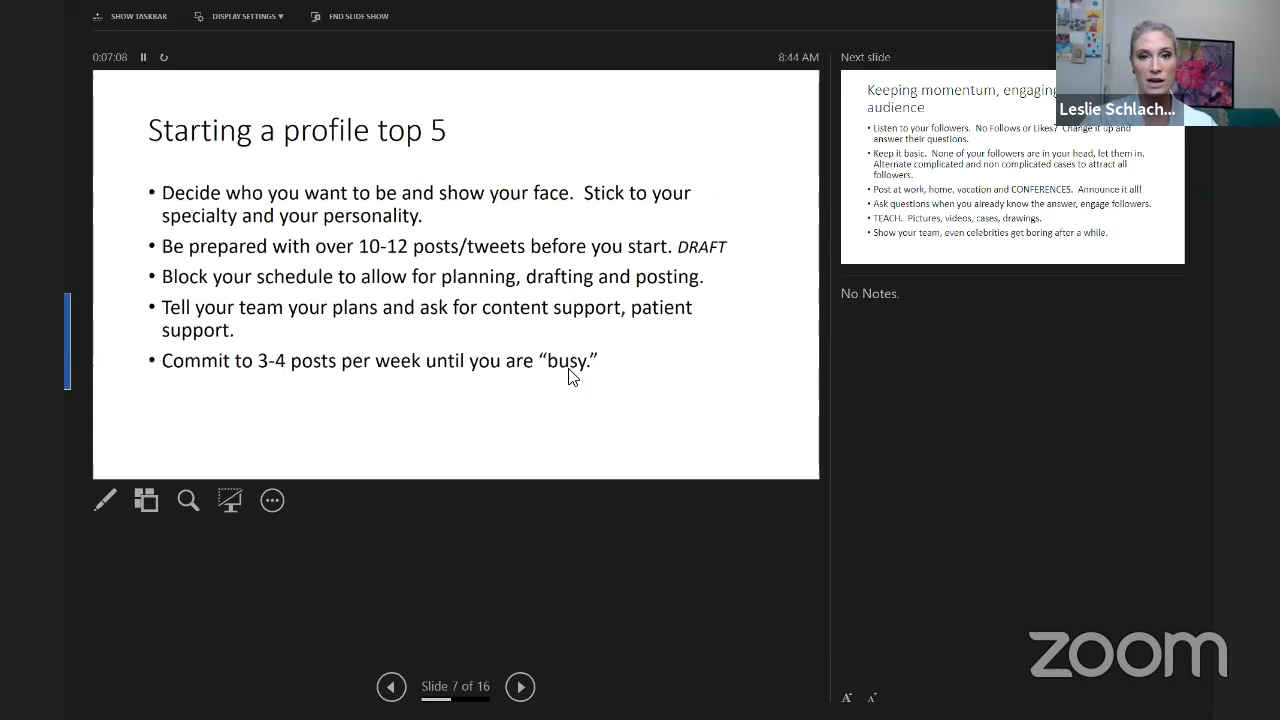 SHOW TASKBAR
DISPLAY SETTINGS ▼
END SLIDE SHOW
0:07:08
8:44 AM
Starting a profile top 5
• Decide who you want to be and show your face. Stick to your
specialty and your personality.
• Be prepared with over 10-12 posts/tweets before you start. DRAFT
• Block your schedule to allow for planning, drafting and posting.
• Tell your team your plans and ask for content support, patient
support.
• Commit to 3-4 posts per week until you are “busy.”
Slide 7 of 16
Next slide
Keeping momentum, engaging
audience
• Listen to your followers. No Follows or Likes? Change it up and
answer their questions.
• Keep it basic. None of your followers are in your head, let them in.
Alternate complicated and non complicated cases to attract all
followers.
• Post at work, home, vacation and CONFERENCES. Announce it all!
• Ask questions when you already know the answer, engage followers.
• TEACH. Pictures, videos, cases, drawings.
• Show your team, even celebrities get boring after a while.
No Notes.
Leslie Schlach...
zoom
A A